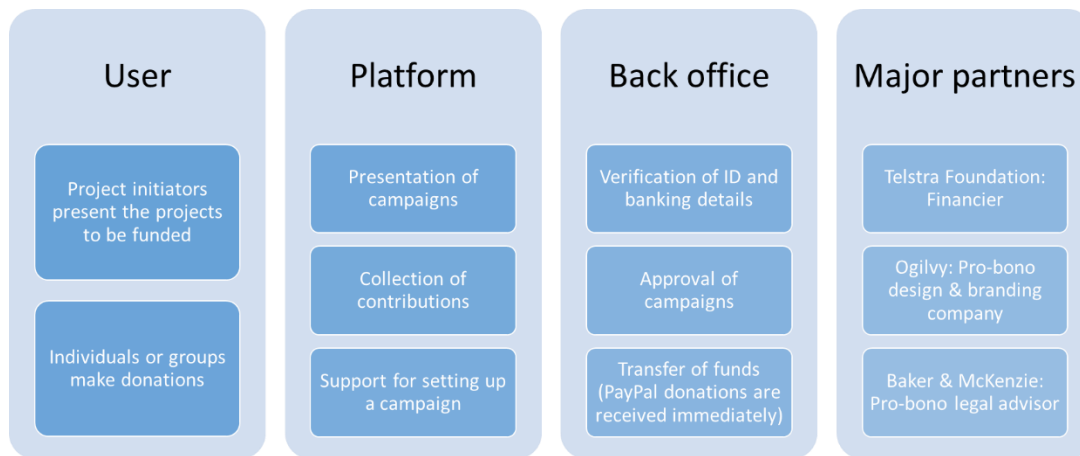 User
Project initiators
present the projects
to be funded
Individuals or groups
make donations
Platform
Presentation of
campaigns
Collection of
contributions
Support for setting up
a campaign
Back office
Verification of ID and
banking details
Approval of
campaigns
Transfer of funds
(PayPal donations are
received immediately)
Major partners
Telstra Foundation:
Financier
Ogilvy: Pro-bono
design & branding
company
Baker & McKenzie:
Pro-bono legal advisor